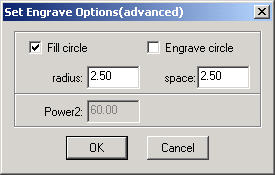 Set Engrave Options(advanced)
Fill circle Engrave circle
radius: 2.50 space: 2.50
Power2: 60.00
OK Cancel